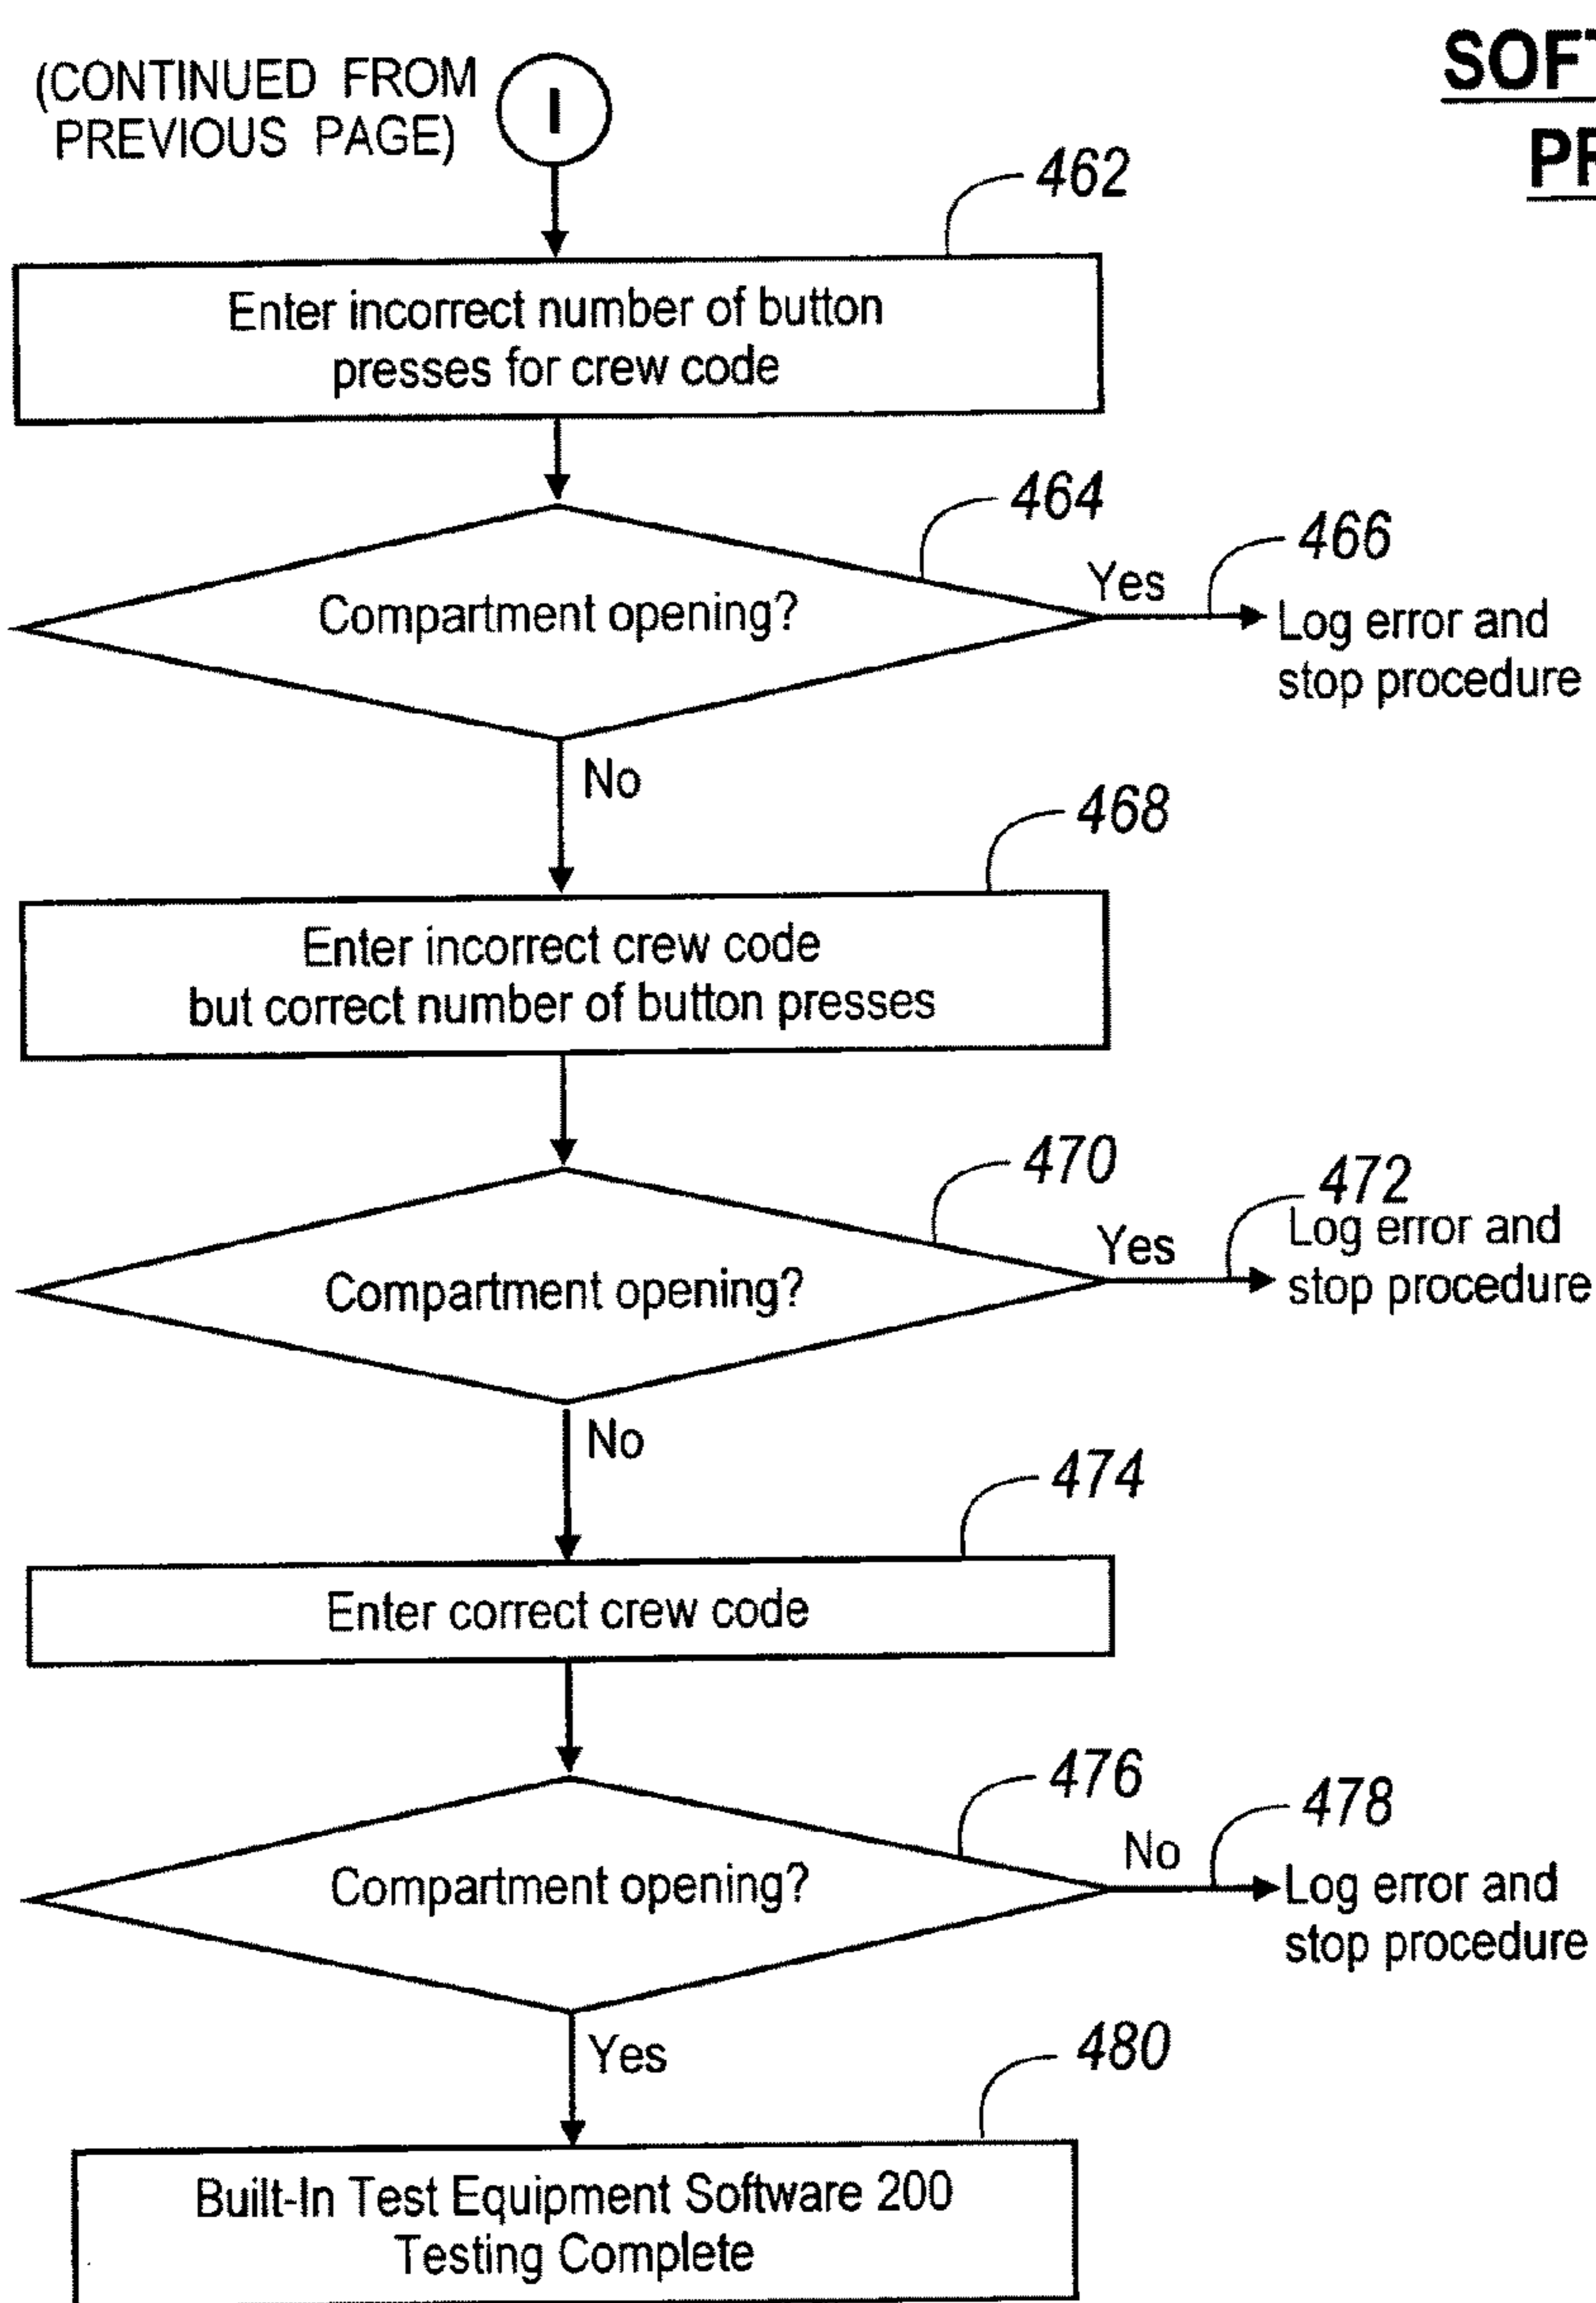 (CONTINUED FROM
PREVIOUS PAGE)
I
462
Enter incorrect number of button
presses for crew code
464
Compartment opening?
Yes
466
Log error and
stop procedure
No
468
Enter incorrect crew code
but correct number of button presses
470
Compartment opening?
Yes
472
Log error and
stop procedure
No
474
Enter correct crew code
476
Compartment opening?
No
478
Log error and
stop procedure
Yes
480
Built-In Test Equipment Software 200
Testing Complete